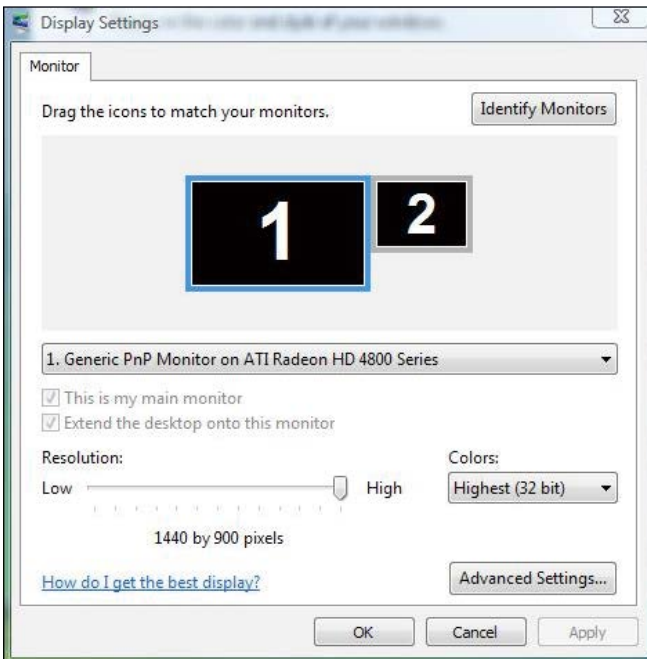 Display Settings
Monitor
Drag the icons to match your monitors.
Identify Monitors
1
2
1. Generic PnP Monitor on ATI Radeon HD 4800 Series
This is my main monitor
Extend the desktop onto this monitor
Resolution:
Colors:
Low
High
Highest (32 bit)
1440 by 900 pixels
How do I get the best display?
Advanced Settings...
OK
Cancel
Apply